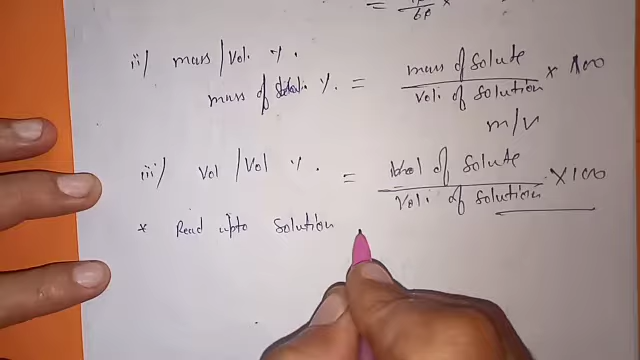 ii/ mass / Vol. %.
mass of %. = mass of Solute / Vol. of Solution × 100
m/v
iii/ Vol / Vol %. = Vol of Solute / Vol. of Solution × 100
* Read upto Solution